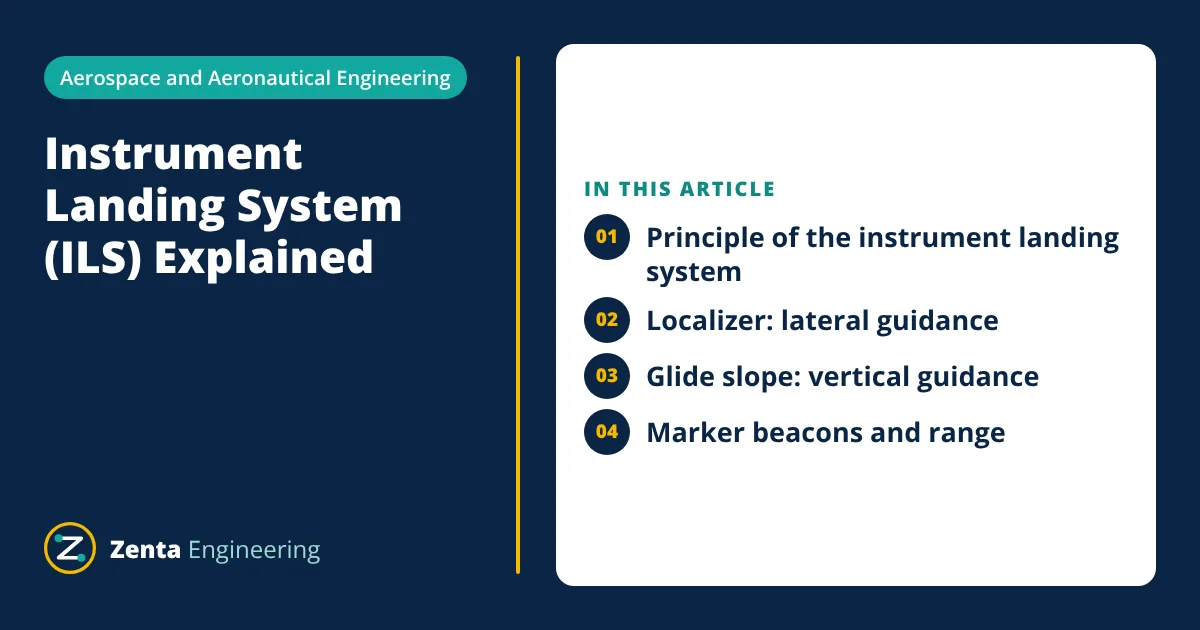 Aerospace and Aeronautical Engineering
Instrument
Landing System
(ILS) Explained
Zenta Engineering
IN THIS ARTICLE
01 Principle of the instrument landing
system
02 Localizer: lateral guidance
03 Glide slope: vertical guidance
04 Marker beacons and range